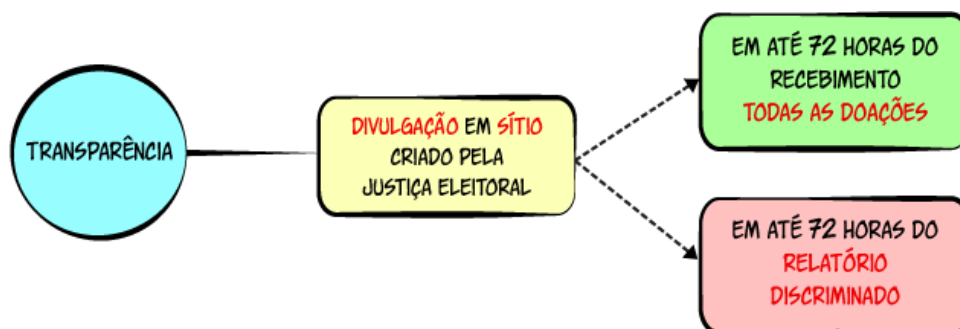 TRANSPARÊNCIA
DIVULGAÇÃO EM SÍTIO
CRIADO PELA
JUSTIÇA ELEITORAL
EM ATÉ 72 HORAS DO
RECEBIMENTO
TODAS AS DOAÇÕES
EM ATÉ 72 HORAS DO
RELATÓRIO
DISCRIMINADO